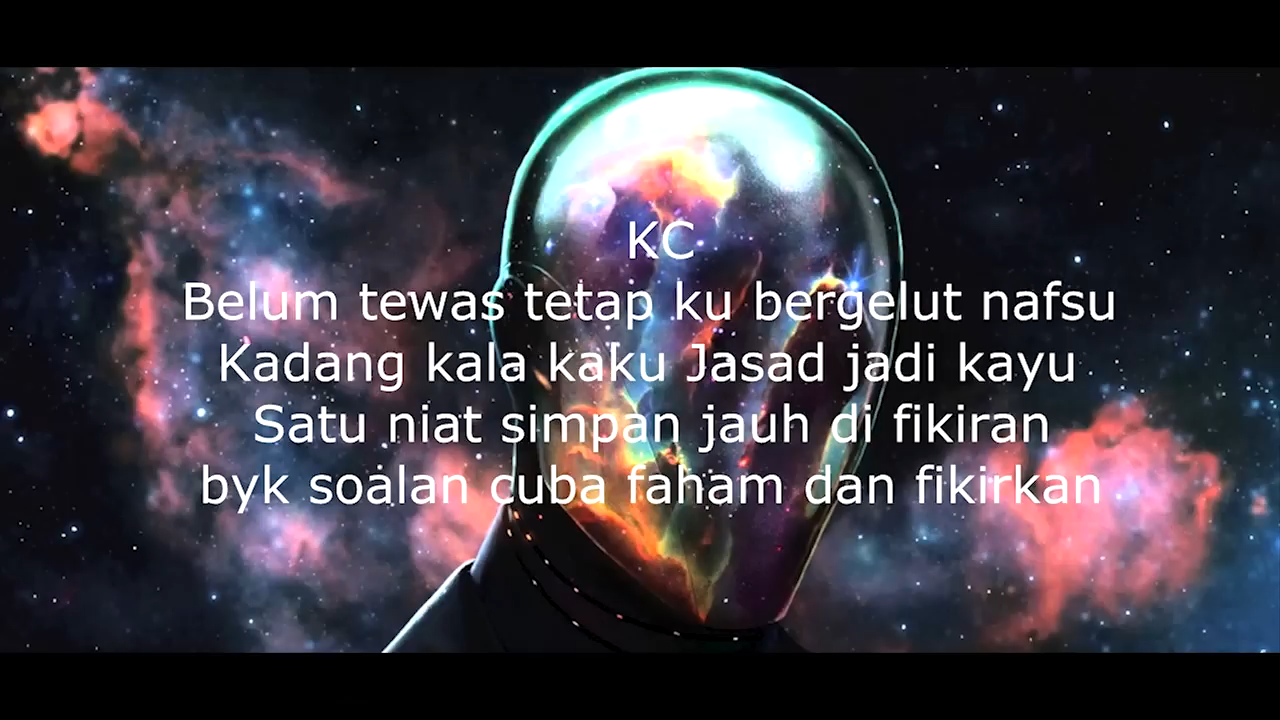 KC
Belum tewas tetap ku bergelut nafsu
Kadang kala kaku Jasad jadi kayu
Satu niat simpan jauh di fikiran
byk soalan cuba faham dan fikirkan